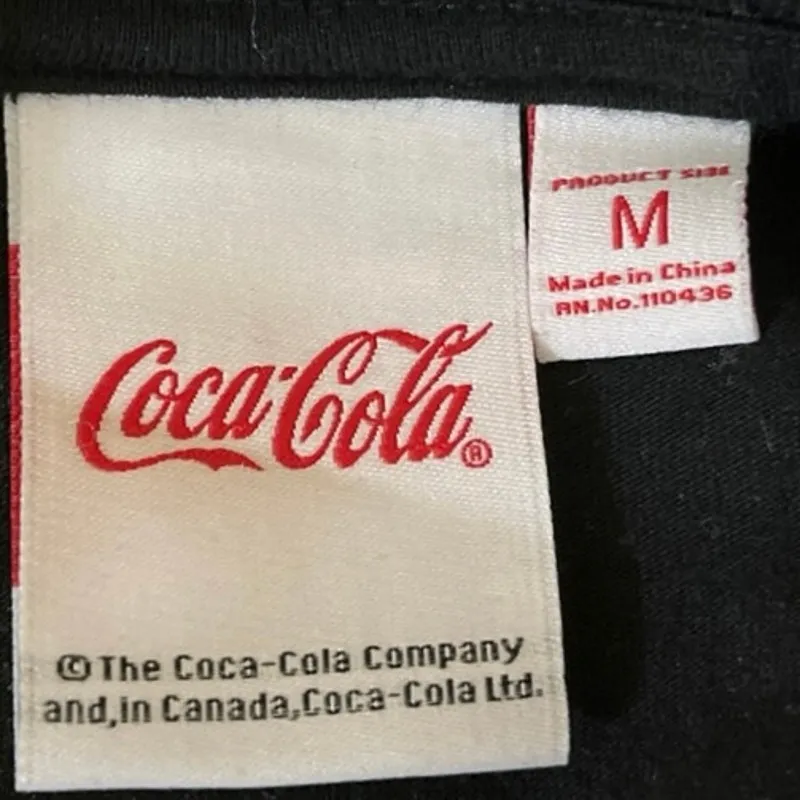 Coca-Cola®
© The Coca-Cola Company
and,in Canada,Coca-Cola Ltd.
PRODUCT SIZE
M
Made in China
RN.No.110436